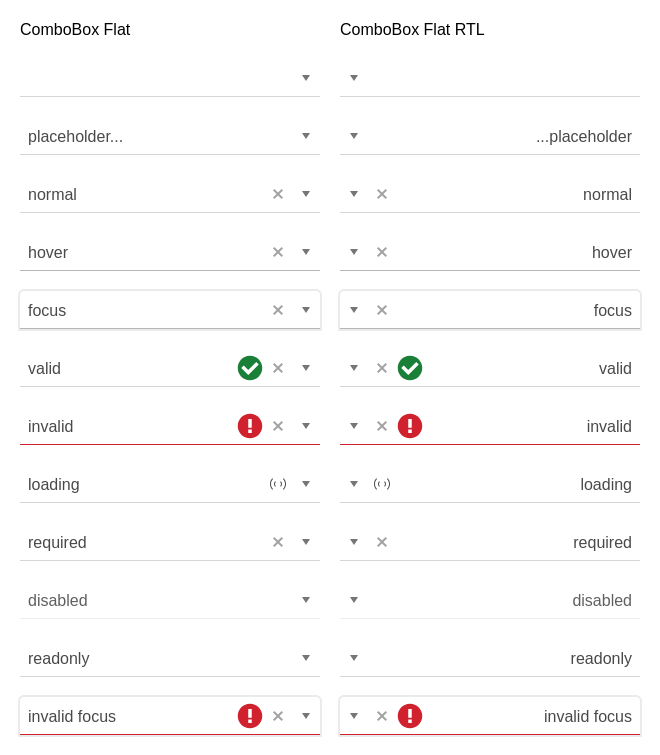 ComboBox Flat
placeholder...
normal
hover
focus
valid
invalid
loading
required
disabled
readonly
invalid focus
ComboBox Flat RTL
...placeholder
normal
hover
focus
valid
invalid
loading
required
disabled
readonly
invalid focus